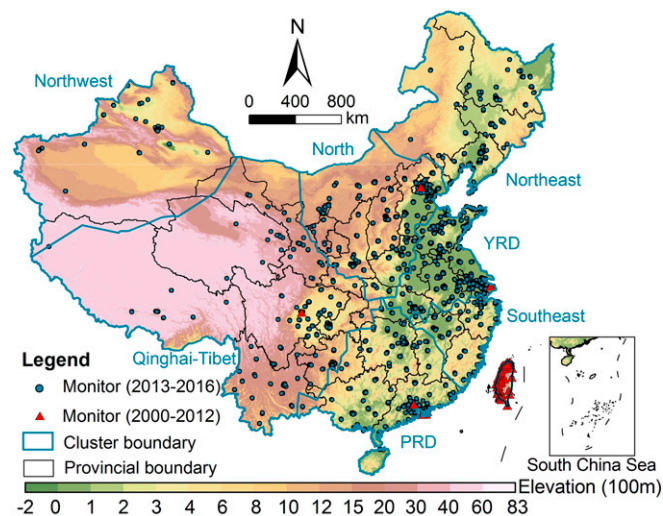 N
Northwest
0 400 800
km
North
Northeast
YRD
Southeast
Legend
Qinghai-Tibet
Monitor (2013-2016)
Monitor (2000-2012)
Cluster boundary
PRD
Provincial boundary
South China Sea
Elevation (100m)
-2 0 1 2 3 4 6 8 10 12 15 20 30 40 60 83